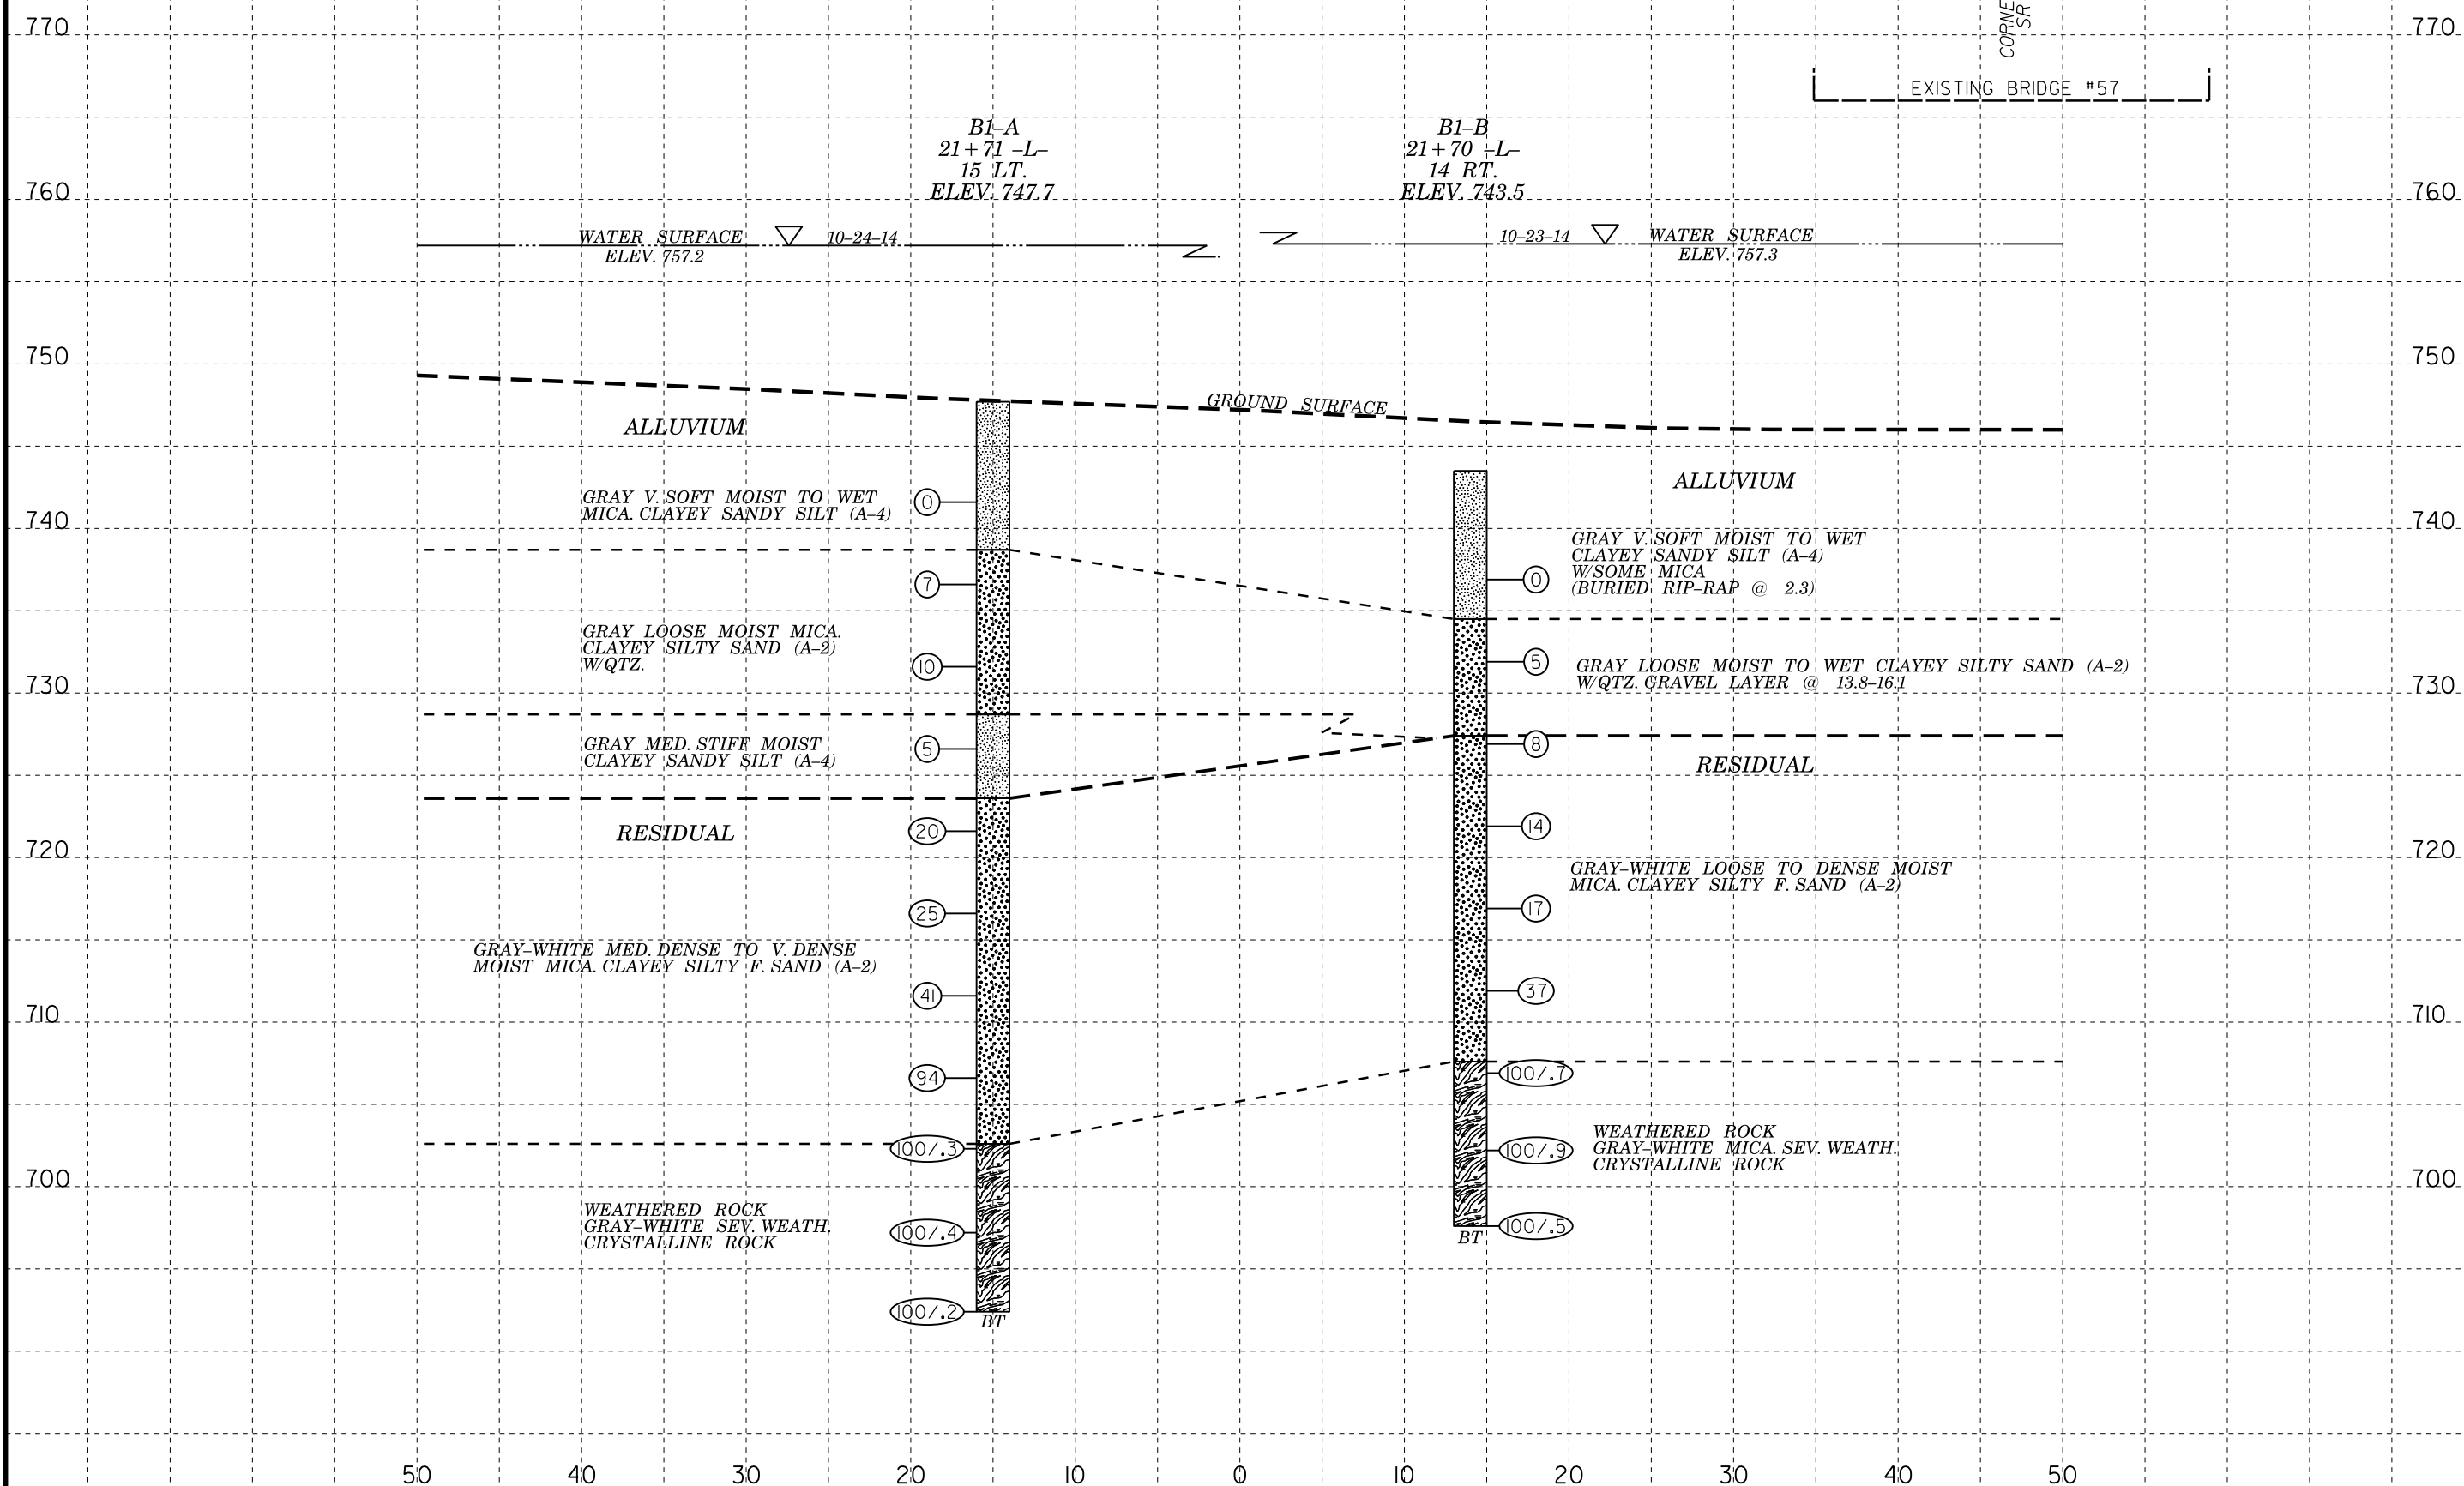 CORNE
SR
770
770
EXISTING BRIDGE #57
B1–A
21+71 –L–
15 LT.
ELEV. 747.7
B1–B
21+70 –L–
14 RT.
ELEV. 743.5
760
760
WATER SURFACE
10–24–14
ELEV. 757.2
10–23–14
WATER SURFACE
ELEV. 757.3
750
750
GROUND SURFACE
ALLUVIUM
ALLUVIUM
GRAY V. SOFT MOIST TO WET
MICA. CLAYEY SANDY SILT (A–4)
0
740
740
GRAY V. SOFT MOIST TO WET
CLAYEY SANDY SILT (A–4)
W/SOME MICA
(BURIED RIP–RAP @ 2.3)
0
7
GRAY LOOSE MOIST MICA.
CLAYEY SILTY SAND (A–2)
W/QTZ.
10
5
GRAY LOOSE MOIST TO WET CLAYEY SILTY SAND (A–2)
W/QTZ. GRAVEL LAYER @ 13.8–16.1
730
730
GRAY MED. STIFF MOIST
CLAYEY SANDY SILT (A–4)
5
8
RESIDUAL
RESIDUAL
20
14
720
720
GRAY–WHITE LOOSE TO DENSE MOIST
MICA. CLAYEY SILTY F. SAND (A–2)
25
17
GRAY–WHITE MED. DENSE TO V. DENSE
MOIST MICA. CLAYEY SILTY F. SAND (A–2)
41
37
710
710
94
100/.7
100/.3
100/.9
WEATHERED ROCK
GRAY–WHITE MICA. SEV. WEATH.
CRYSTALLINE ROCK
700
700
WEATHERED ROCK
GRAY–WHITE SEV. WEATH.
CRYSTALLINE ROCK
100/.4
100/.5
BT
100/.2
BT
50
40
30
20
10
0
10
20
30
40
50